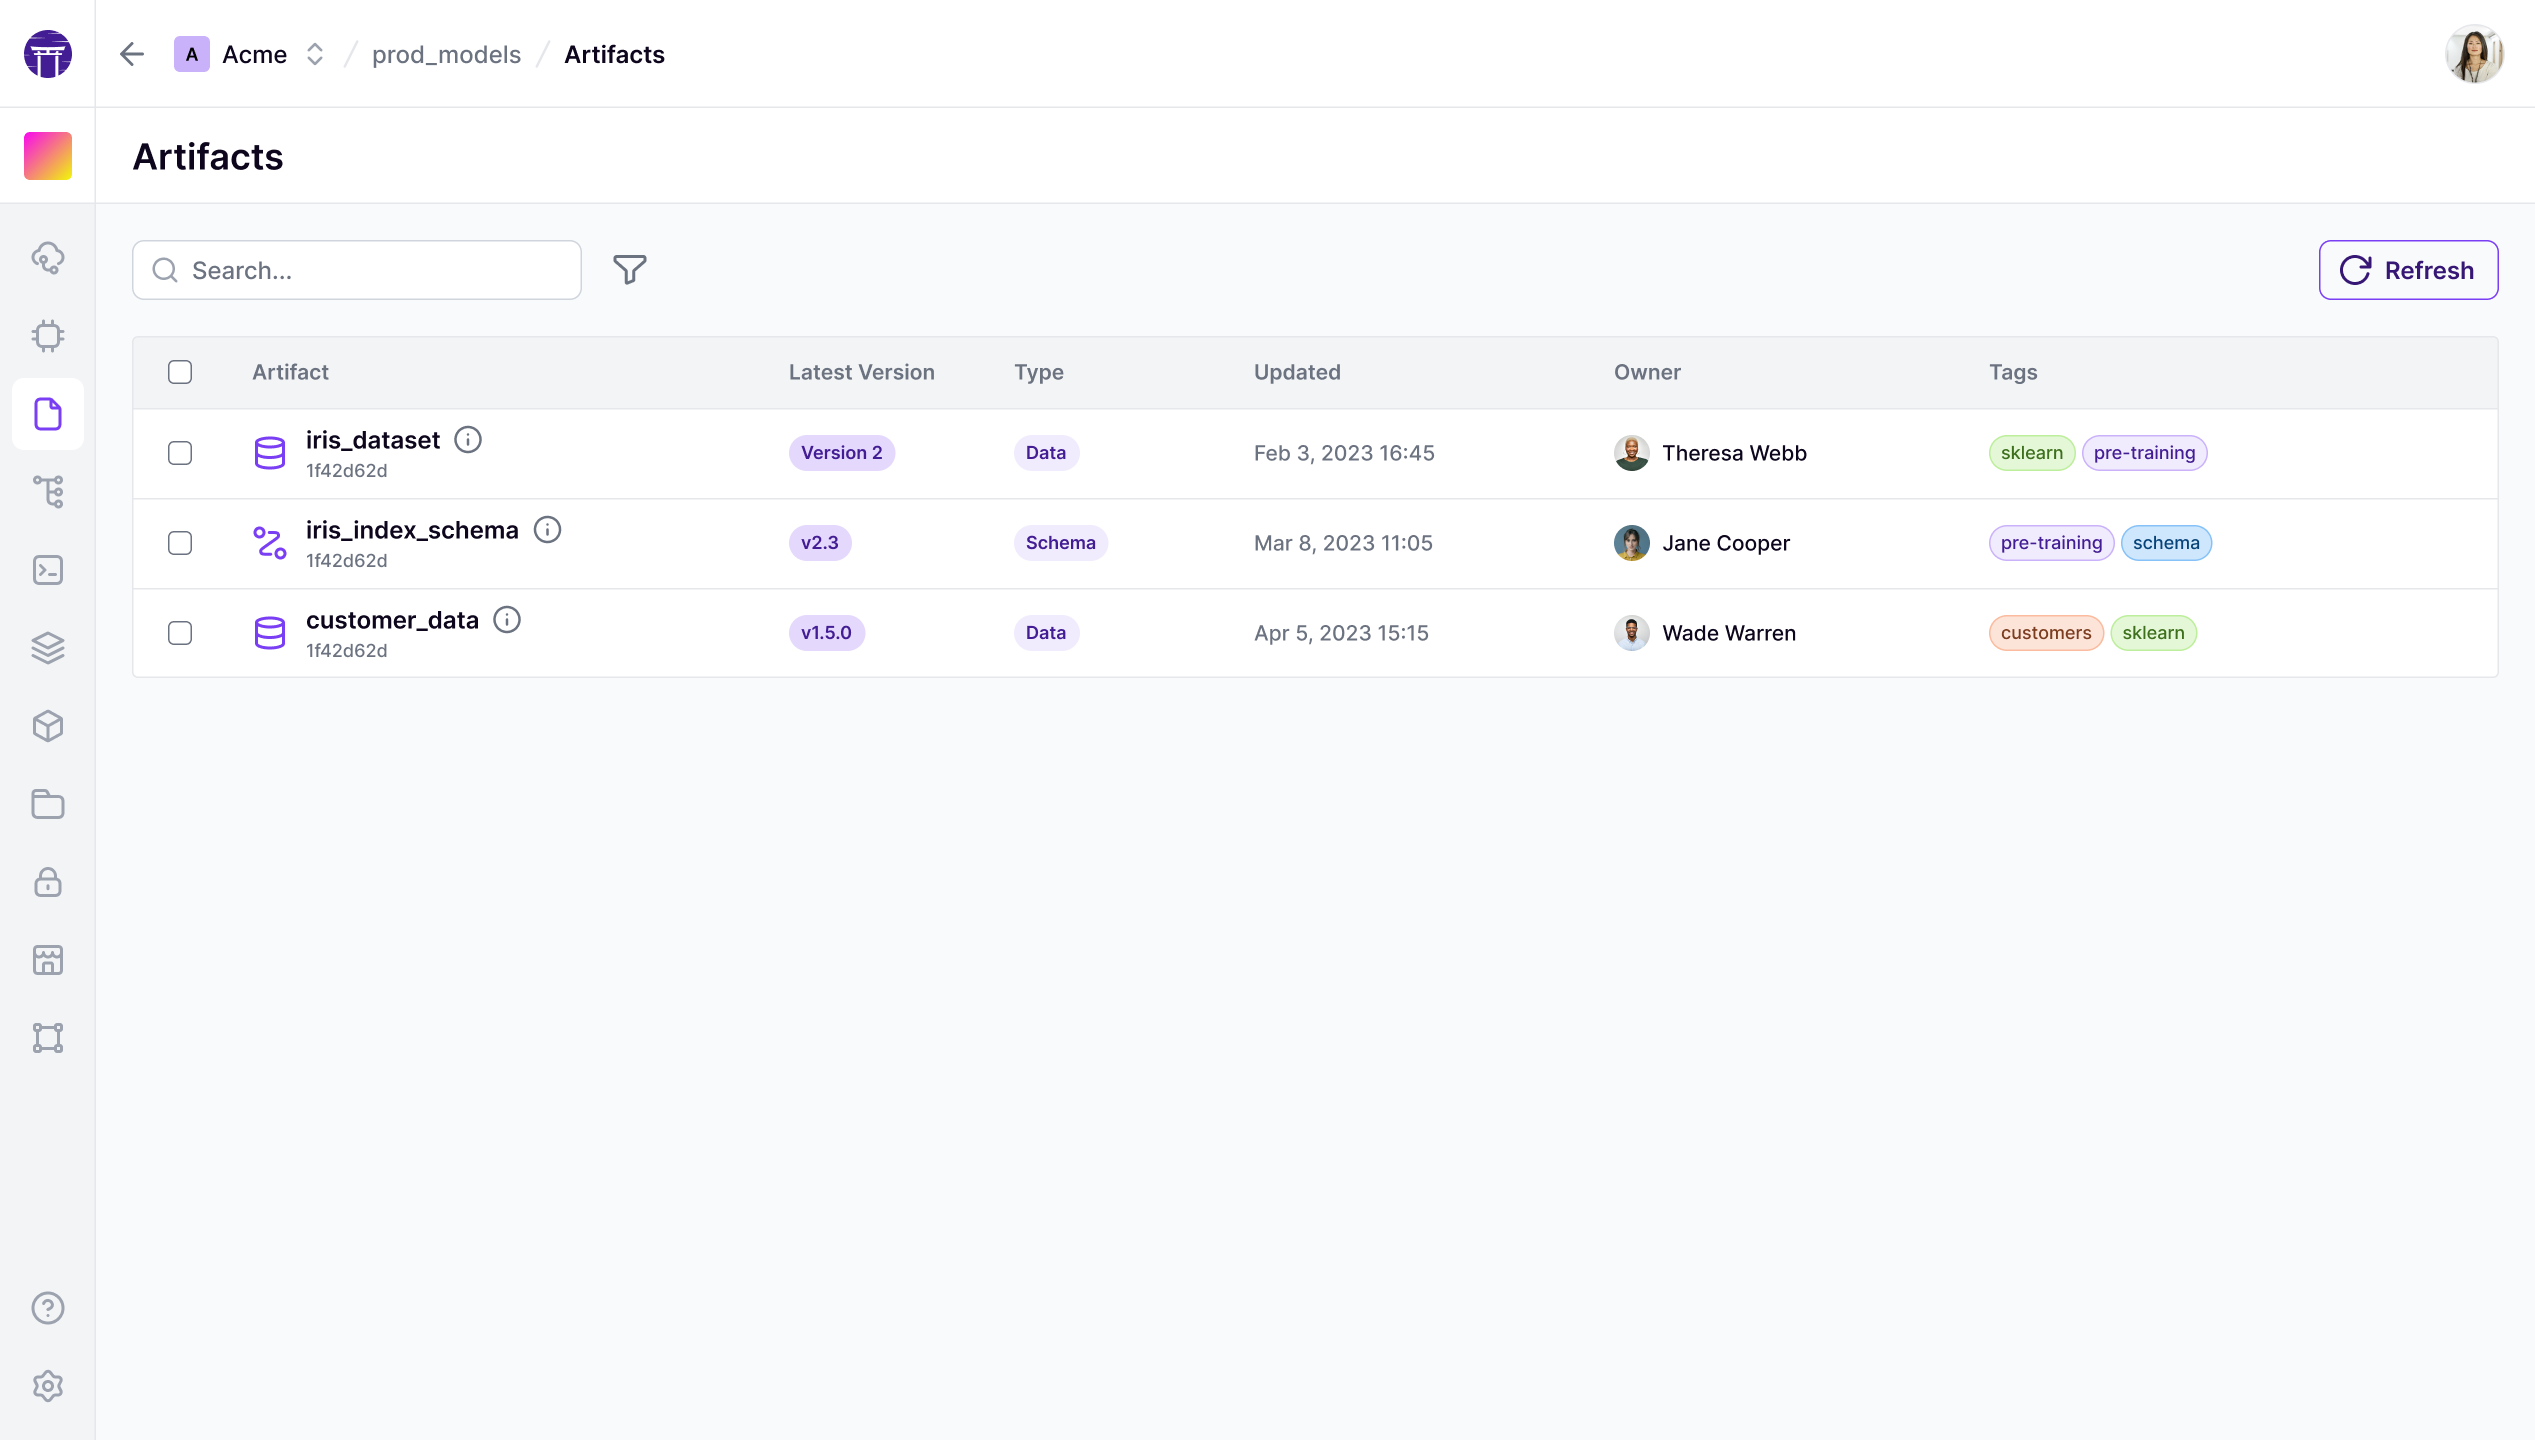 A Acme / prod_models / Artifacts
Artifacts
Search...
Refresh
Artifact Latest Version Type Updated Owner Tags
iris_dataset
1f42d62d
Version 2 Data Feb 3, 2023 16:45 Theresa Webb sklearn pre-training
iris_index_schema
1f42d62d
v2.3 Schema Mar 8, 2023 11:05 Jane Cooper pre-training schema
customer_data
1f42d62d
v1.5.0 Data Apr 5, 2023 15:15 Wade Warren customers sklearn